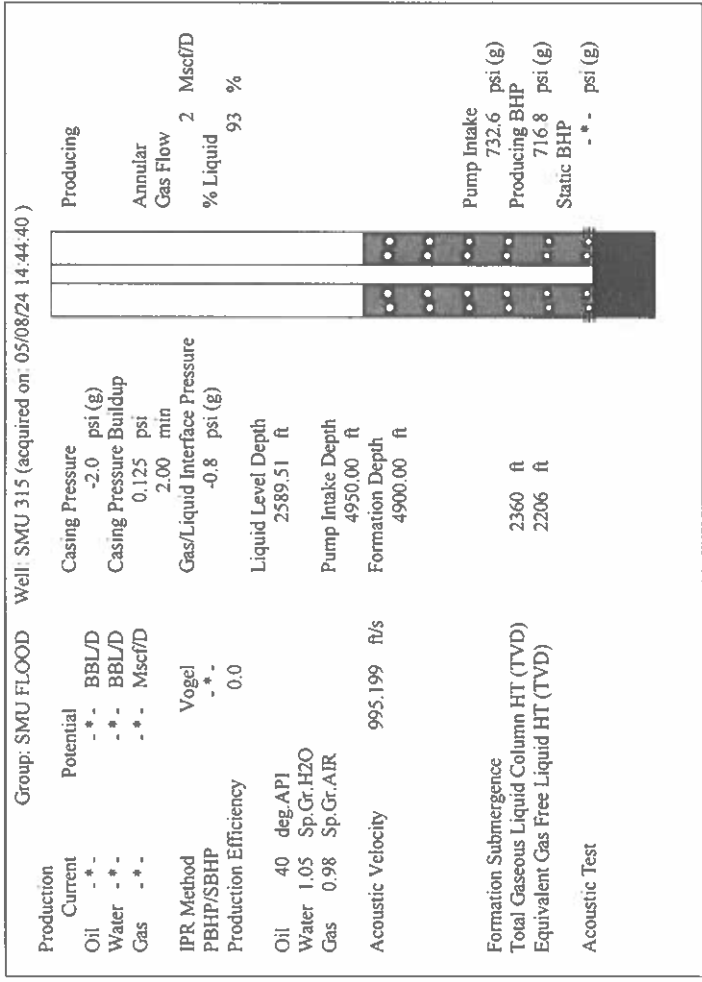 Group: SMU FLOOD Well: SMU 315 (acquired on: 05/08/24 14:44:40 )
Production
Current Potential
Oil - * - - * - BBL/D
Water - * - - * - BBL/D
Gas - * - - * - Mscf/D
IPR Method Vogel
PBHP/SBHP - * -
Production Efficiency 0.0
Oil 40 deg.API
Water 1.05 Sp.Gr.H2O
Gas 0.98 Sp.Gr.AIR
Acoustic Velocity 995.199 ft/s
Formation Submergence
Total Gaseous Liquid Column HT (TVD) 2360 ft
Equivalent Gas Free Liquid HT (TVD) 2206 ft
Acoustic Test
Casing Pressure
-2.0 psi (g)
Casing Pressure Buildup
0.125 psi
2.00 min
Gas/Liquid Interface Pressure
-0.8 psi (g)
Liquid Level Depth
2589.51 ft
Pump Intake Depth
4950.00 ft
Formation Depth
4900.00 ft
Producing
Annular
Gas Flow
2 Mscf/D
% Liquid
93 %
Pump Intake
732.6 psi (g)
Producing BHP
716.8 psi (g)
Static BHP
- * - psi (g)